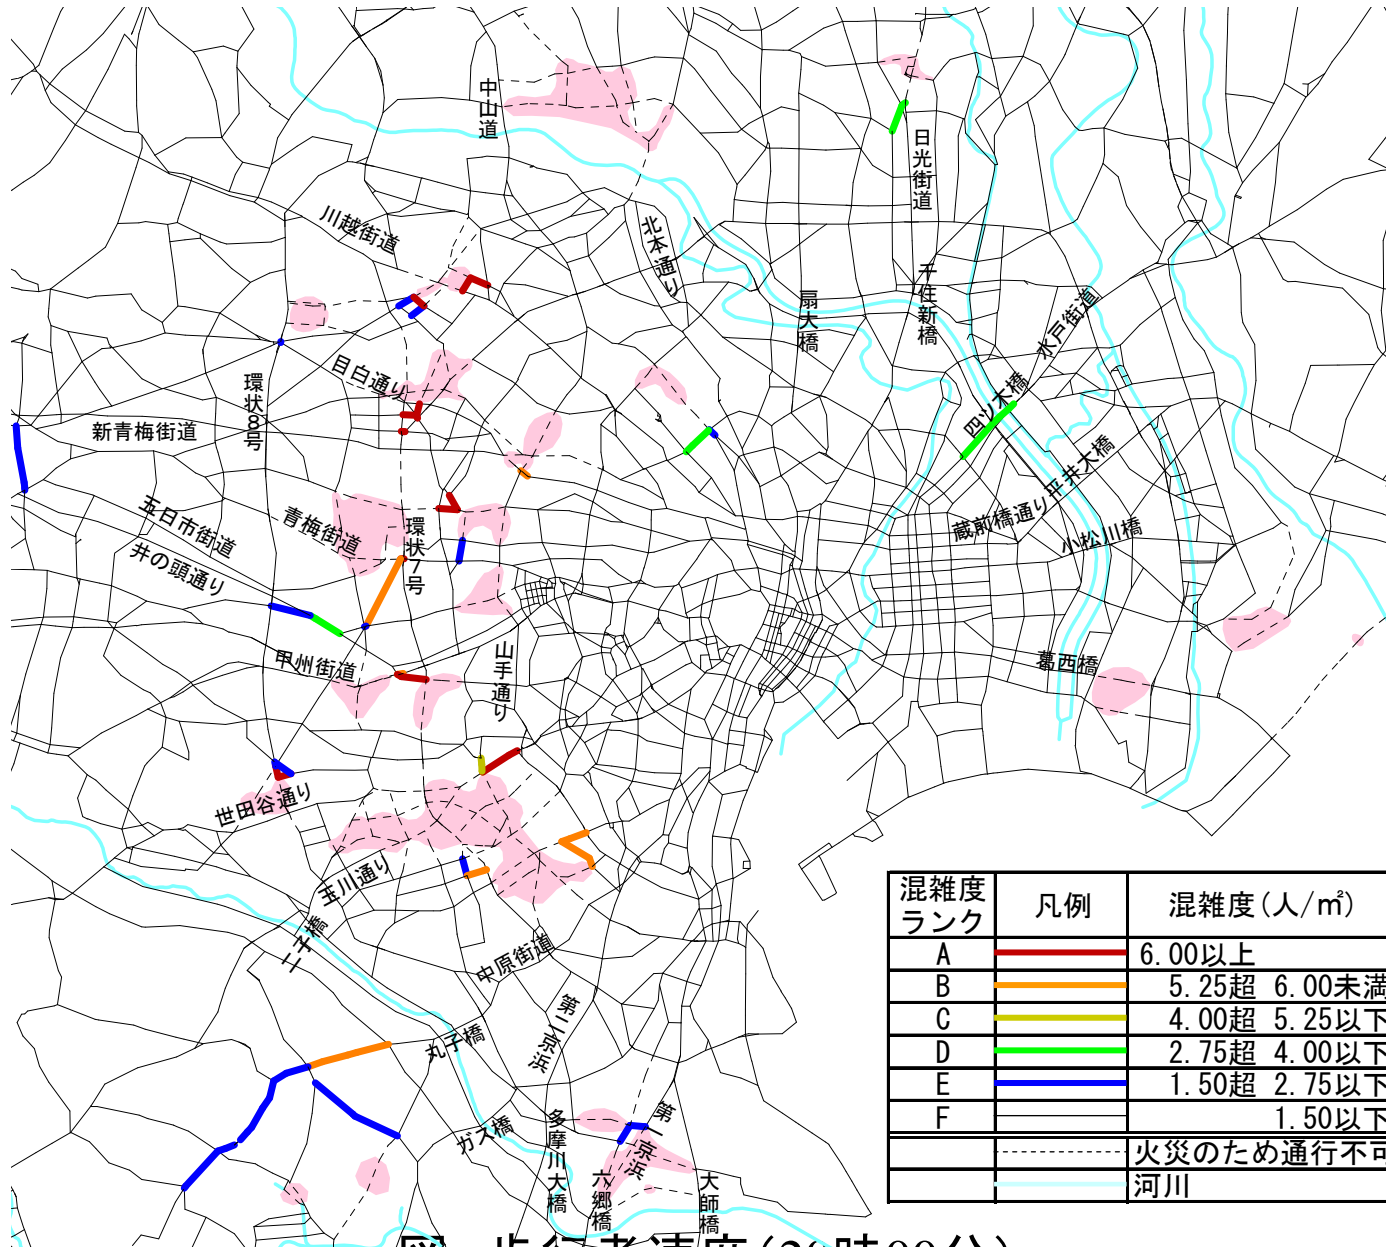 中山道
日光街道
川越街道
北本通り
千住新橋
扇大橋
水戸街道
目白通り
環状8号
四ツ木橋
新青梅街道
平井大橋
蔵前橋通り
小松川橋
五日市街道
青梅街道
環状7号
井の頭通り
甲州街道
山手通り
葛西橋
世田谷通り
玉川通り
二子橋
中原街道
第二京浜
丸子橋
ガス橋
多摩川大橋
第一京浜
六郷橋
大師橋
混雑度ランク 凡例 混雑度(人/㎡)
A 6.00以上
B 5.25超 6.00未満
C 4.00超 5.25以下
D 2.75超 4.00以下
E 1.50超 2.75以下
F 1.50以下
火災のため通行不可
河川